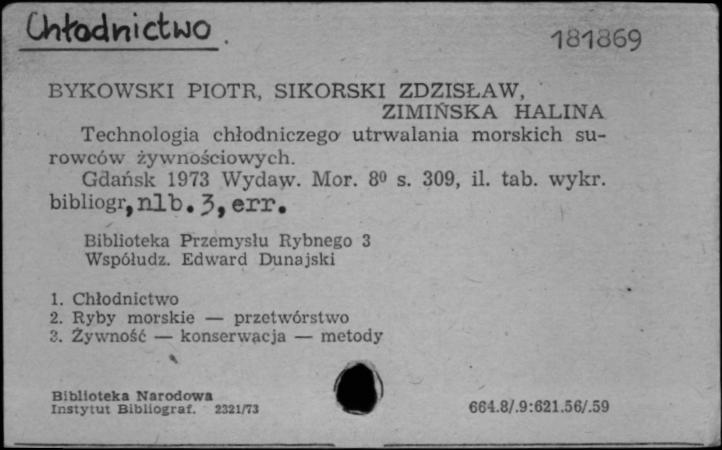 Chłodnictwo.
181869
BYKOWSKI PIOTR, SIKORSKI ZDZISŁAW,
ZIMIŃSKA HALINA
Technologia chłodniczego utrwalania morskich su-
rowców żywnościowych.
Gdańsk 1973 Wydaw. Mor. 8⁰ s. 309, il. tab. wykr.
bibliogr, nlb. 3, err.
Biblioteka Przemysłu Rybnego 3
Współudz. Edward Dunajski
1. Chłodnictwo
2. Ryby morskie — przetwórstwo
3. Żywność — konserwacja — metody
Biblioteka Narodowa
Instytut Bibliograf. 2321/73
664.8/.9:621.56/.59